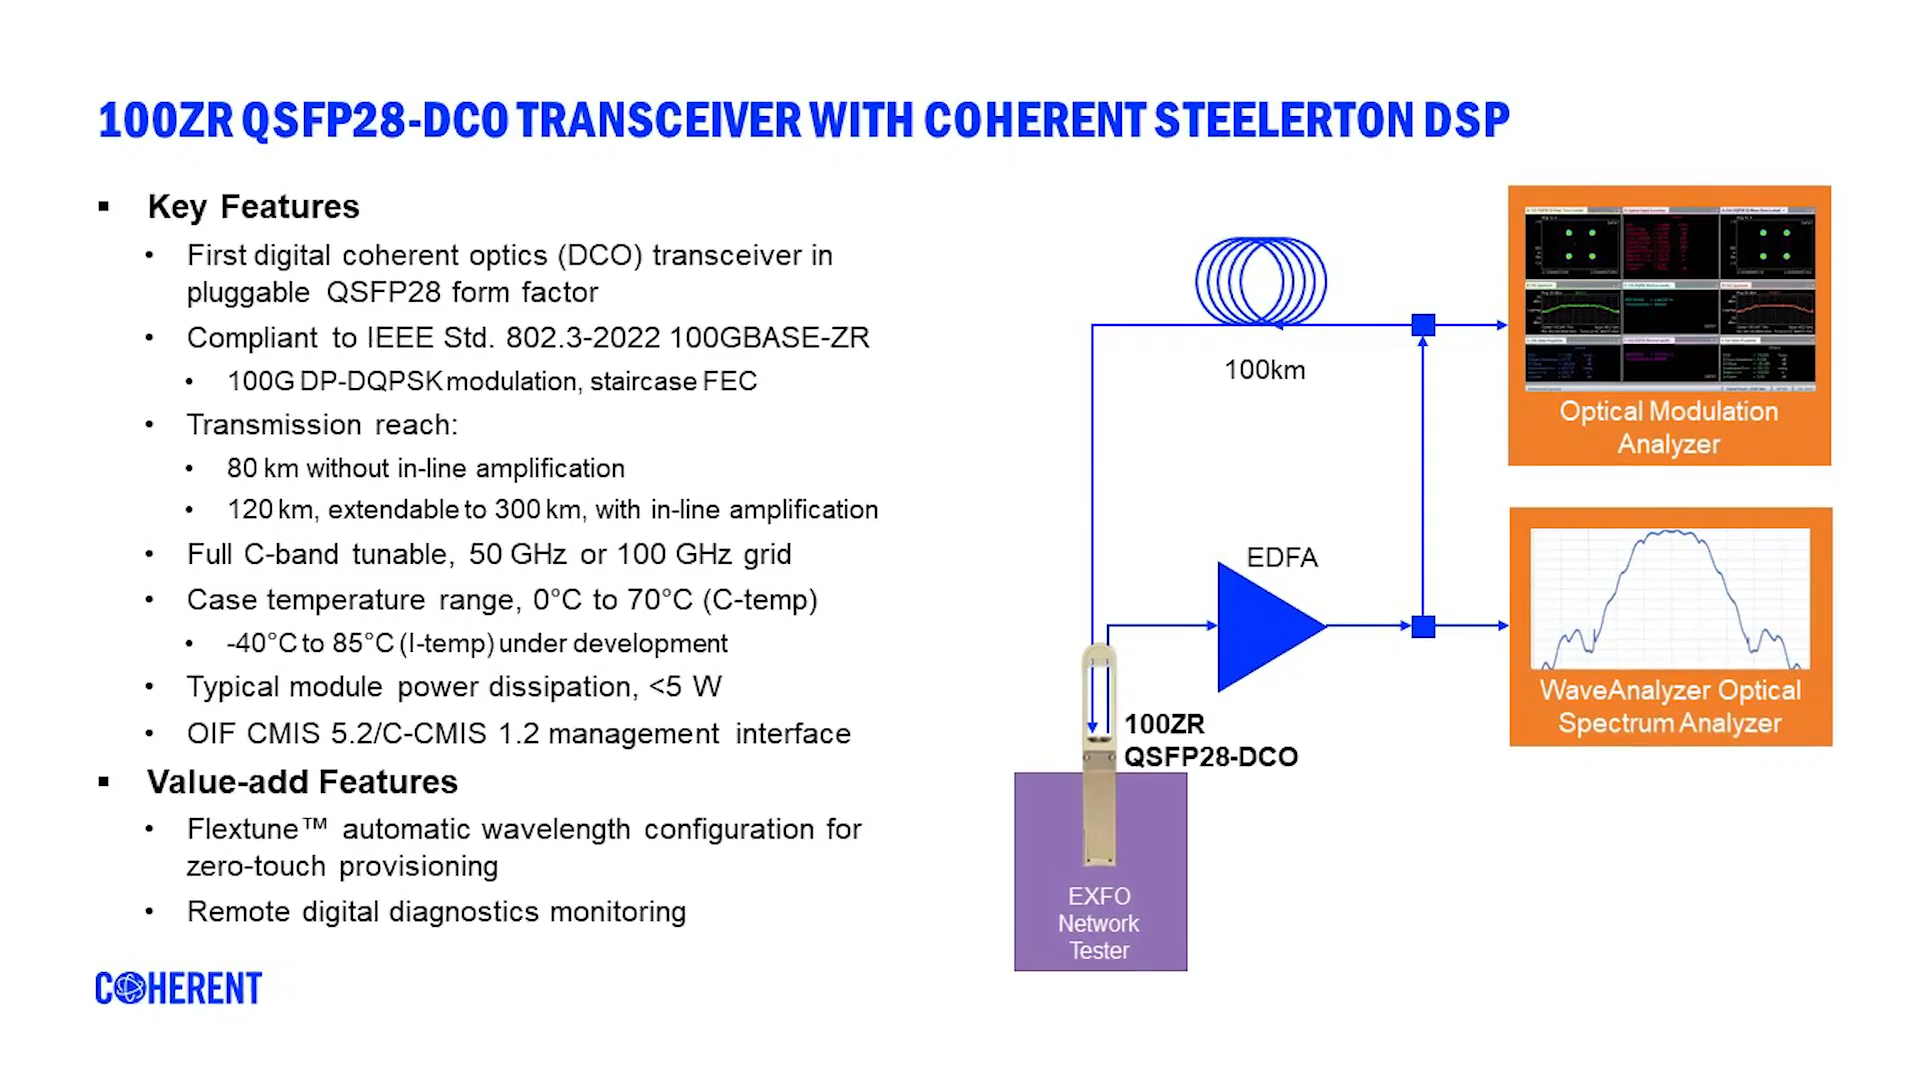 100ZR QSFP28-DCO TRANSCEIVER WITH COHERENT STEELERTON DSP
▪ Key Features
• First digital coherent optics (DCO) transceiver in
pluggable QSFP28 form factor
• Compliant to IEEE Std. 802.3-2022 100GBASE-ZR
• 100G DP-DQPSK modulation, staircase FEC
• Transmission reach:
• 80 km without in-line amplification
• 120 km, extendable to 300 km, with in-line amplification
• Full C-band tunable, 50 GHz or 100 GHz grid
• Case temperature range, 0°C to 70°C (C-temp)
• -40°C to 85°C (I-temp) under development
• Typical module power dissipation, <5 W
• OIF CMIS 5.2/C-CMIS 1.2 management interface
▪ Value-add Features
• Flextune™ automatic wavelength configuration for
zero-touch provisioning
• Remote digital diagnostics monitoring
COHERENT
100km
EDFA
100ZR
QSFP28-DCO
EXFO
Network
Tester
Optical Modulation
Analyzer
WaveAnalyzer Optical
Spectrum Analyzer